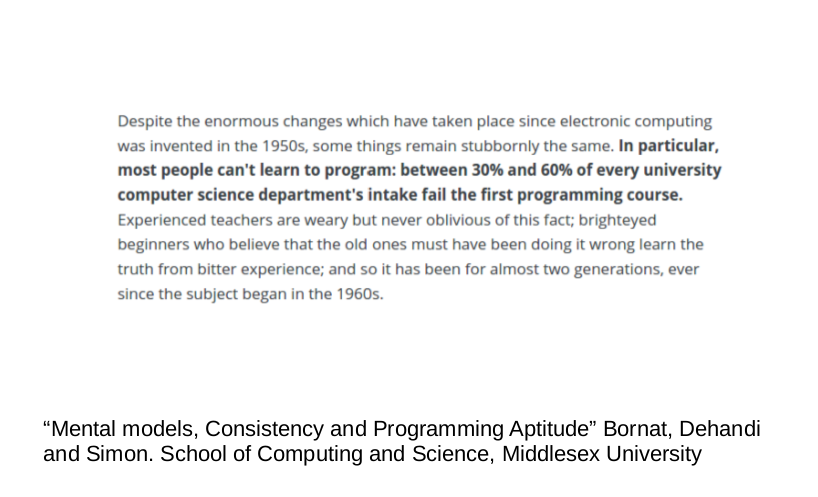 Despite the enormous changes which have taken place since electronic computing
was invented in the 1950s, some things remain stubbornly the same. In particular,
most people can't learn to program: between 30% and 60% of every university
computer science department's intake fail the first programming course.
Experienced teachers are weary but never oblivious of this fact; brighteyed
beginners who believe that the old ones must have been doing it wrong learn the
truth from bitter experience; and so it has been for almost two generations, ever
since the subject began in the 1960s.
“Mental models, Consistency and Programming Aptitude” Bornat, Dehandi
and Simon. School of Computing and Science, Middlesex University